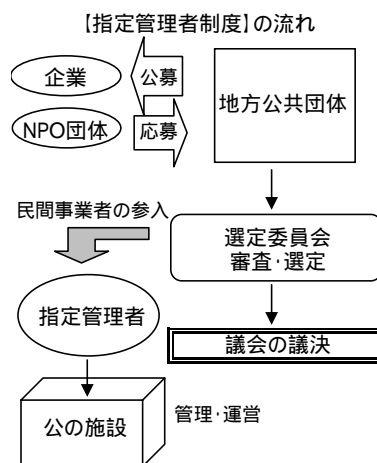 【指定管理者制度】の流れ
企業
公募
NPO団体
応募
地方公共団体
民間事業者の参入
選定委員会
審査・選定
指定管理者
議会の議決
公の施設
管理・運営